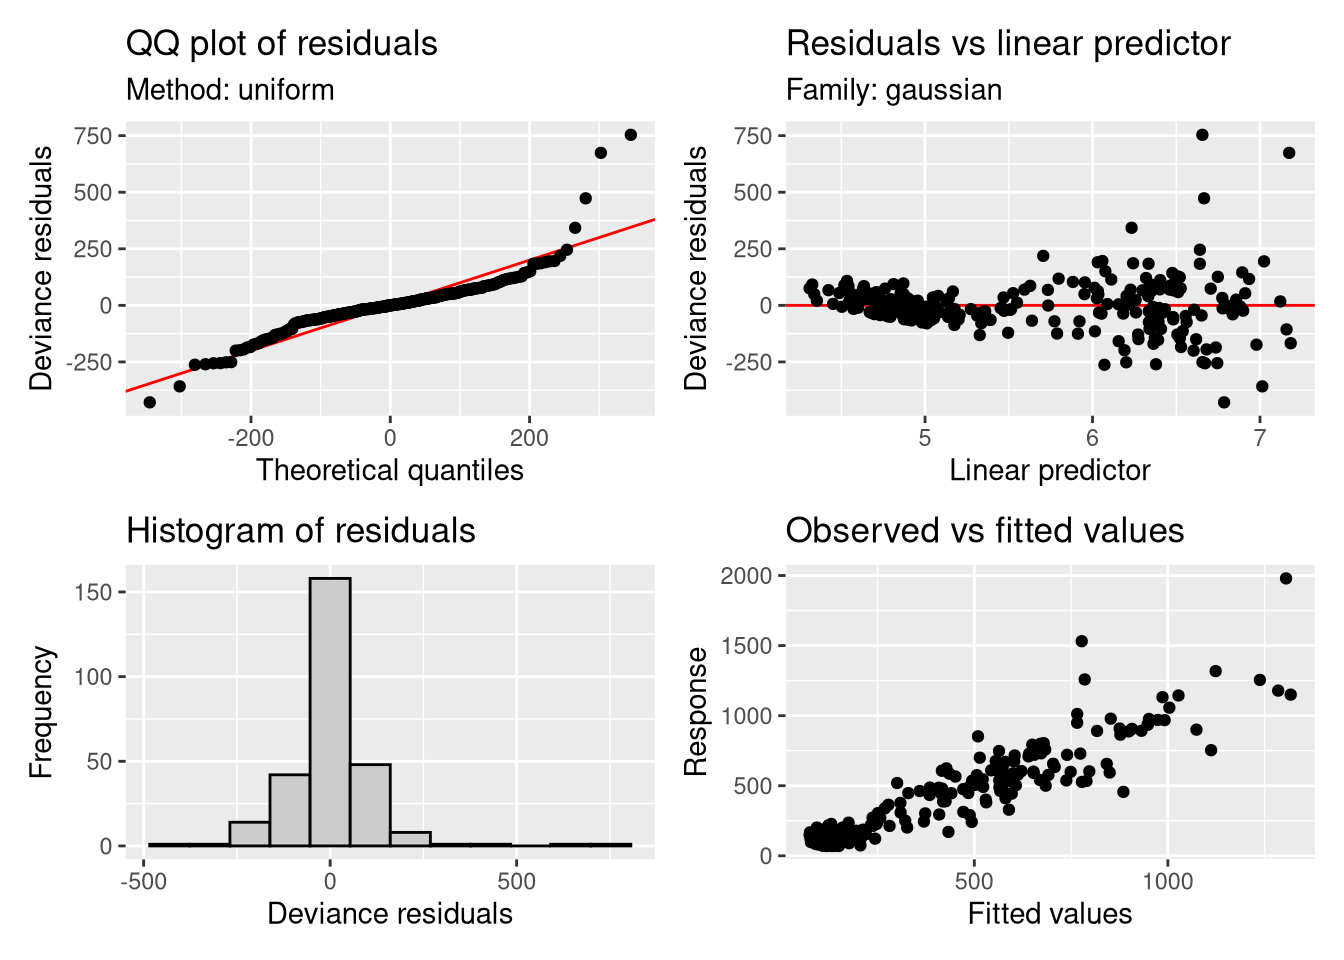 QQ plot of residuals
Method: uniform
750
500
250
0
-250
Deviance residuals
-200
0
200
Theoretical quantiles
Residuals vs linear predictor
Family: gaussian
750
500
250
0
-250
Deviance residuals
5
6
7
Linear predictor
Histogram of residuals
150
100
50
0
Frequency
-500
0
500
Deviance residuals
Observed vs fitted values
2000
1500
1000
500
0
Response
500
1000
Fitted values